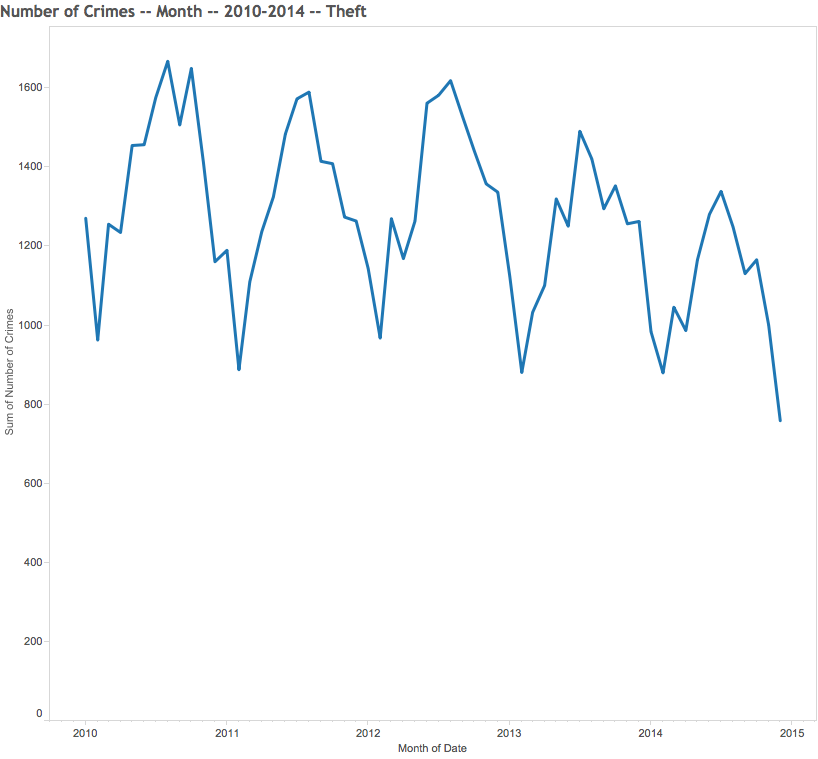 Number of Crimes -- Month -- 2010-2014 -- Theft
Sum of Number of Crimes
1600
1400
1200
1000
800
600
400
200
0
2010 2011 2012 2013 2014 2015
Month of Date